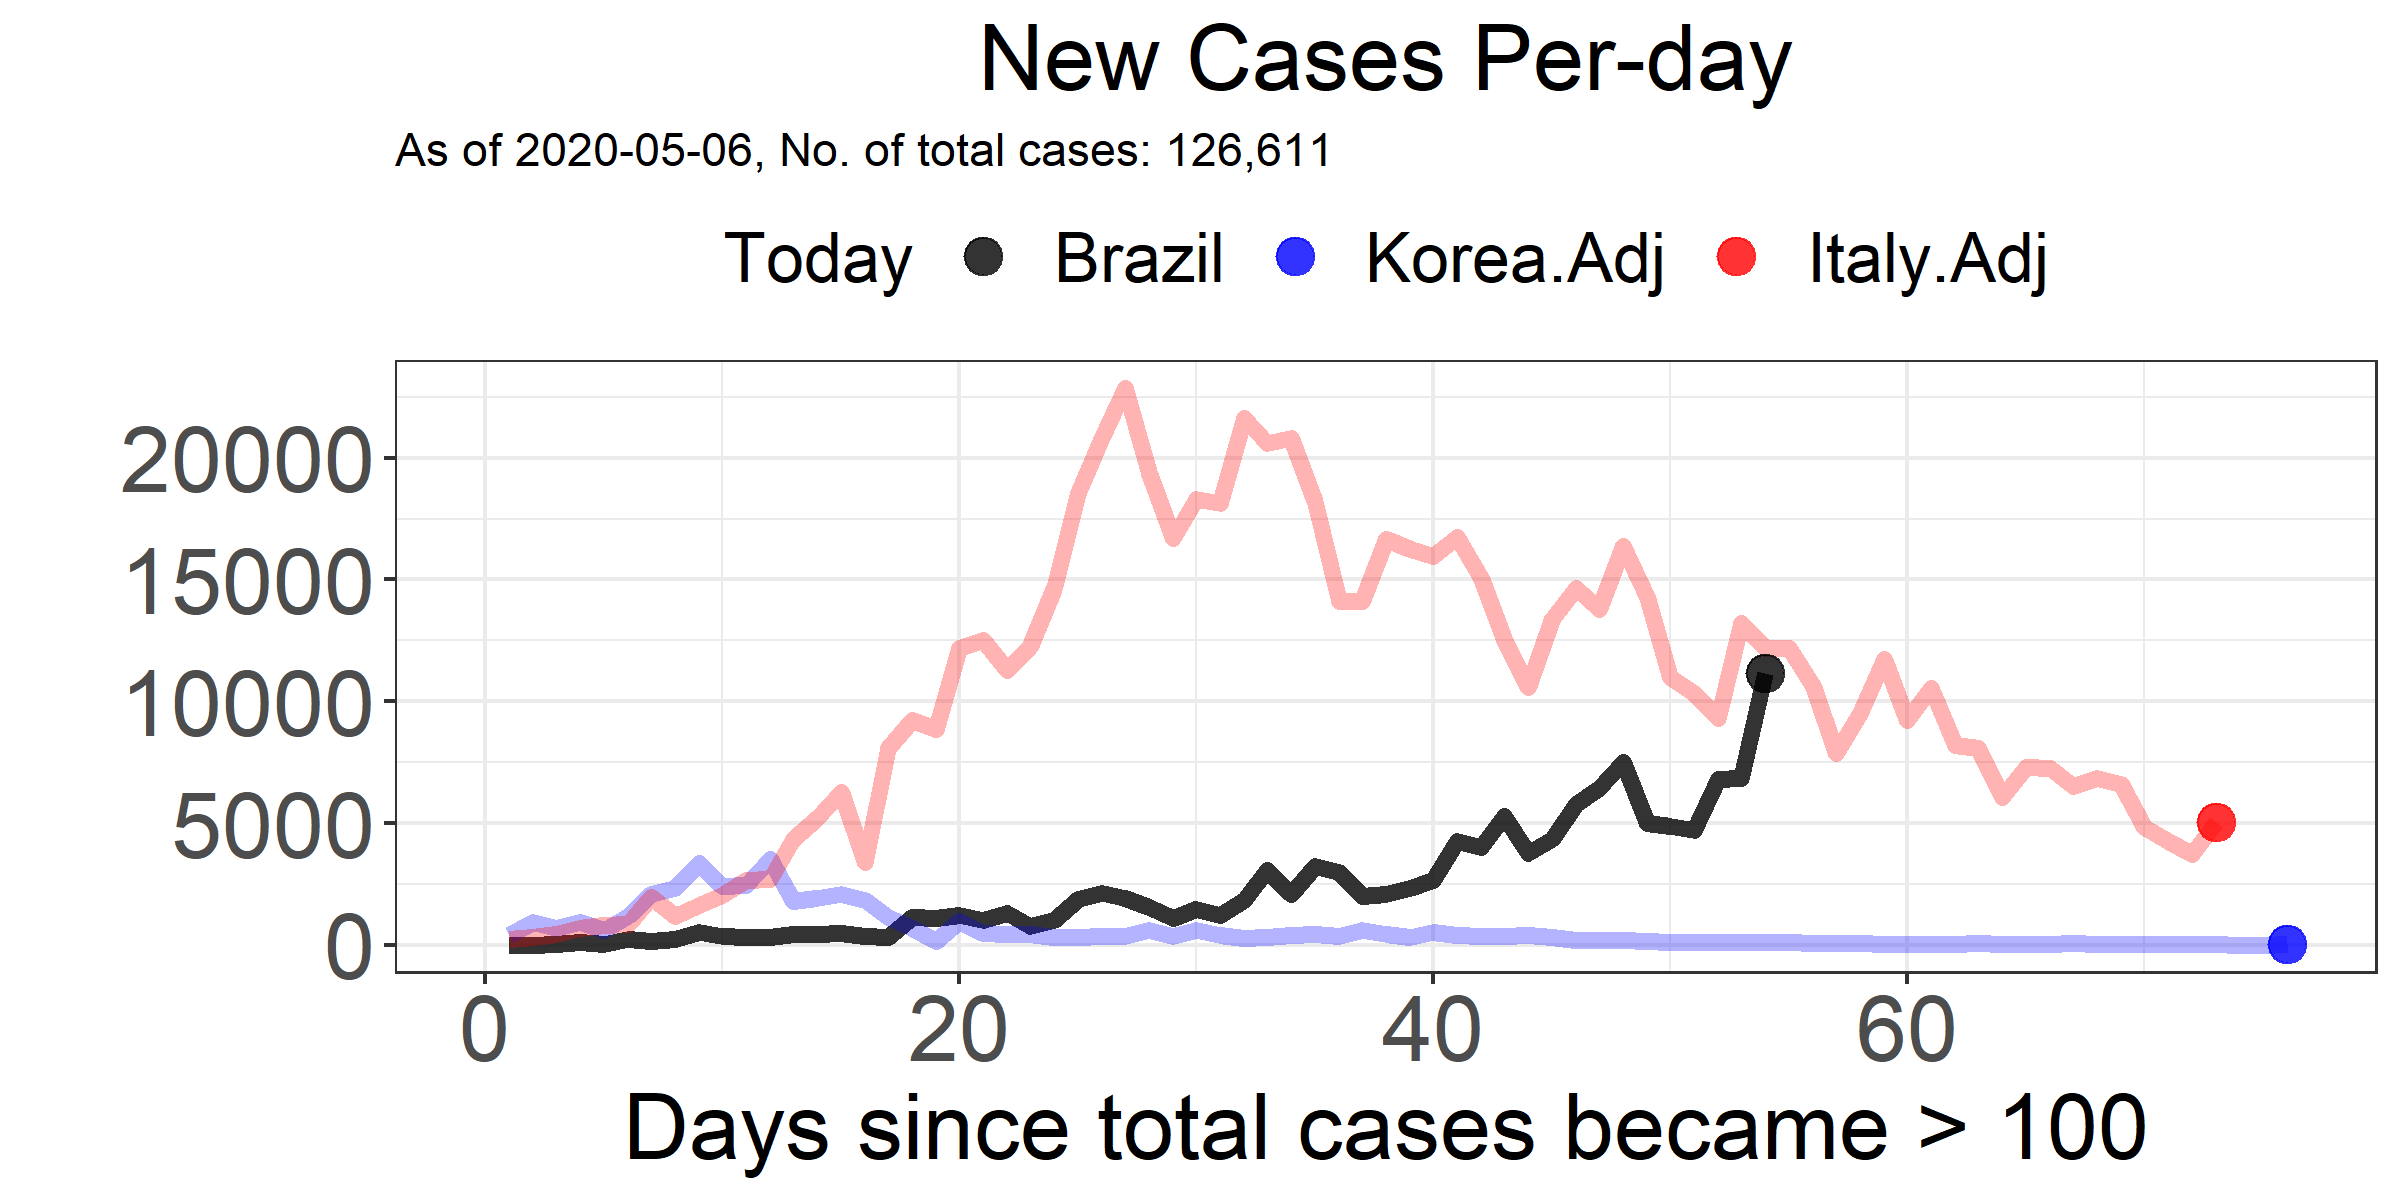 New Cases Per-day
As of 2020-05-06, No. of total cases: 126,611
Today Brazil Korea.Adj Italy.Adj
20000
15000
10000
5000
0
0 20 40 60
Days since total cases became > 100